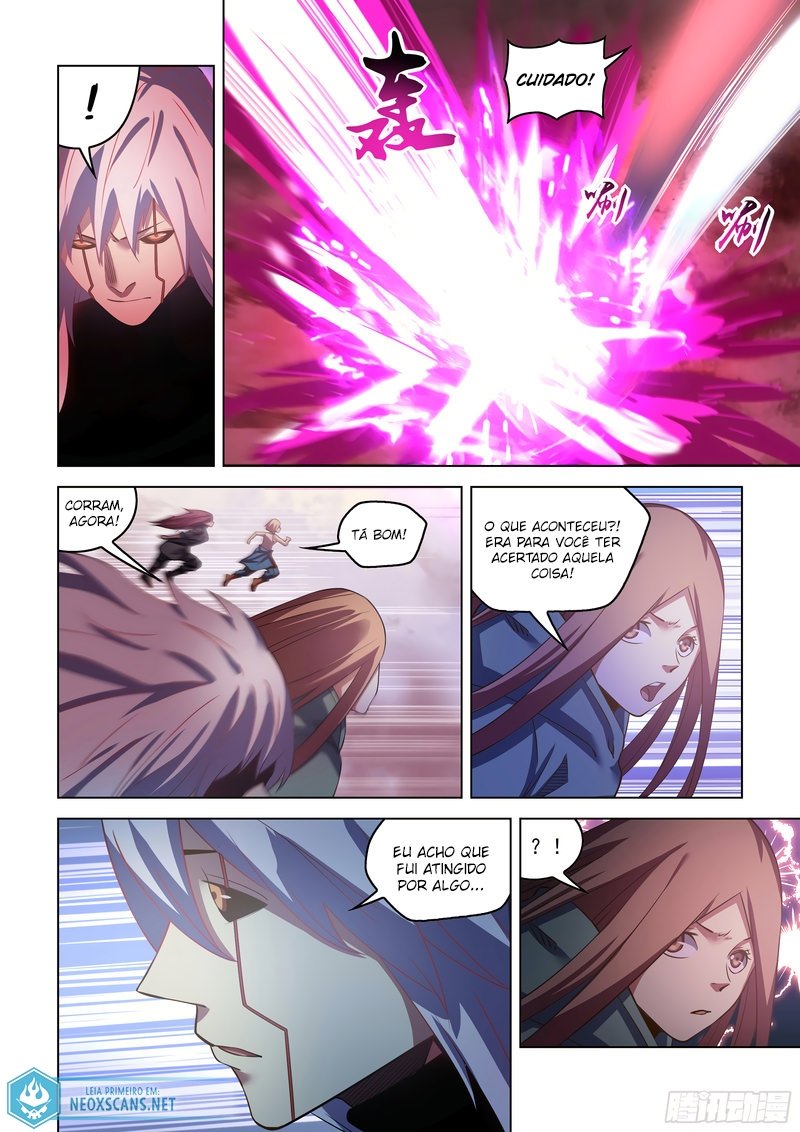 !
CUIDADO!
轰
唰
唰
CORRAM,
AGORA!
TÁ BOM!
O QUE ACONTECEU?!
ERA PARA VOCÊ TER
ACERTADO AQUELA
COISA!
EU ACHO QUE
FUI ATINGIDO
POR ALGO...
? !
LEIA PRIMEIRO EM:
NEOXSCANS.NET
腾讯动漫